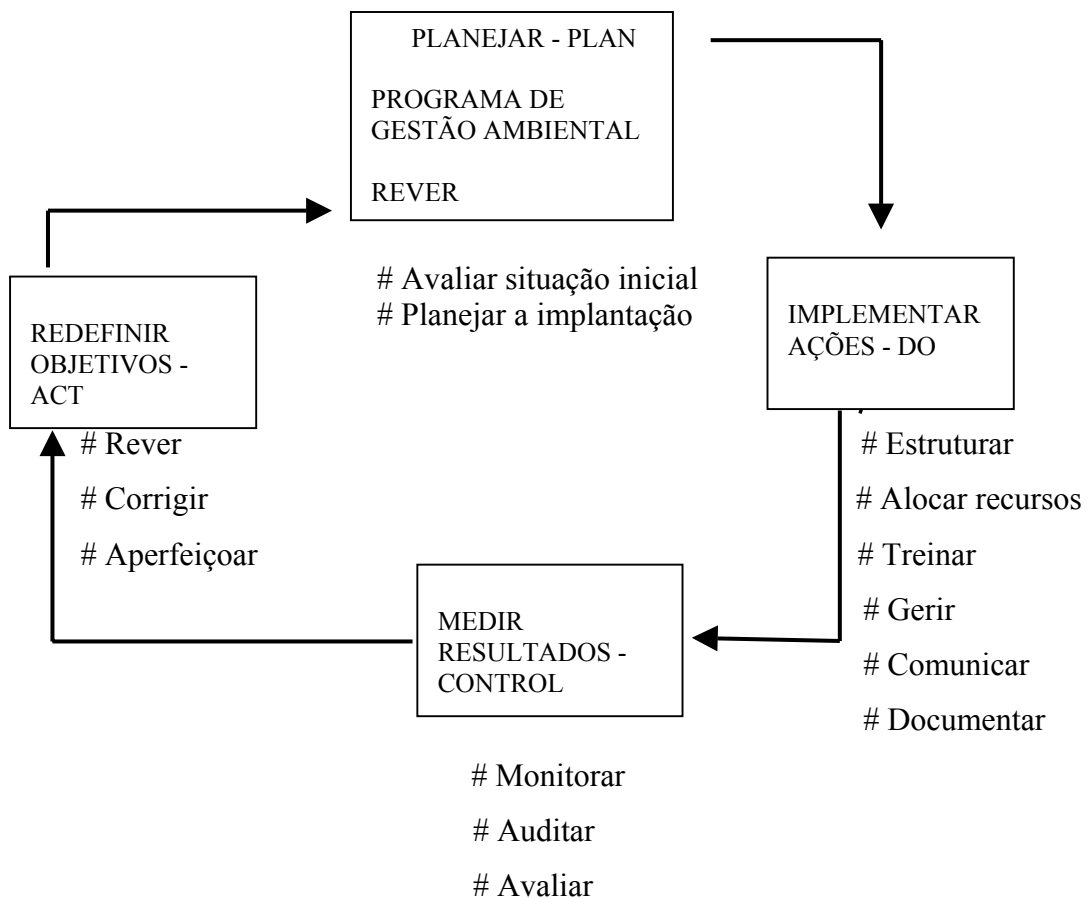 PLANEJAR - PLAN
PROGRAMA DE
GESTÃO AMBIENTAL
REVER
# Avaliar situação inicial
# Planejar a implantação
IMPLEMENTAR
AÇÕES - DO
# Estruturar
# Alocar recursos
# Treinar
# Gerir
# Comunicar
# Documentar
MEDIR
RESULTADOS -
CONTROL
# Monitorar
# Auditar
# Avaliar
REDEFINIR
OBJETIVOS -
ACT
# Rever
# Corrigir
# Aperfeiçoar